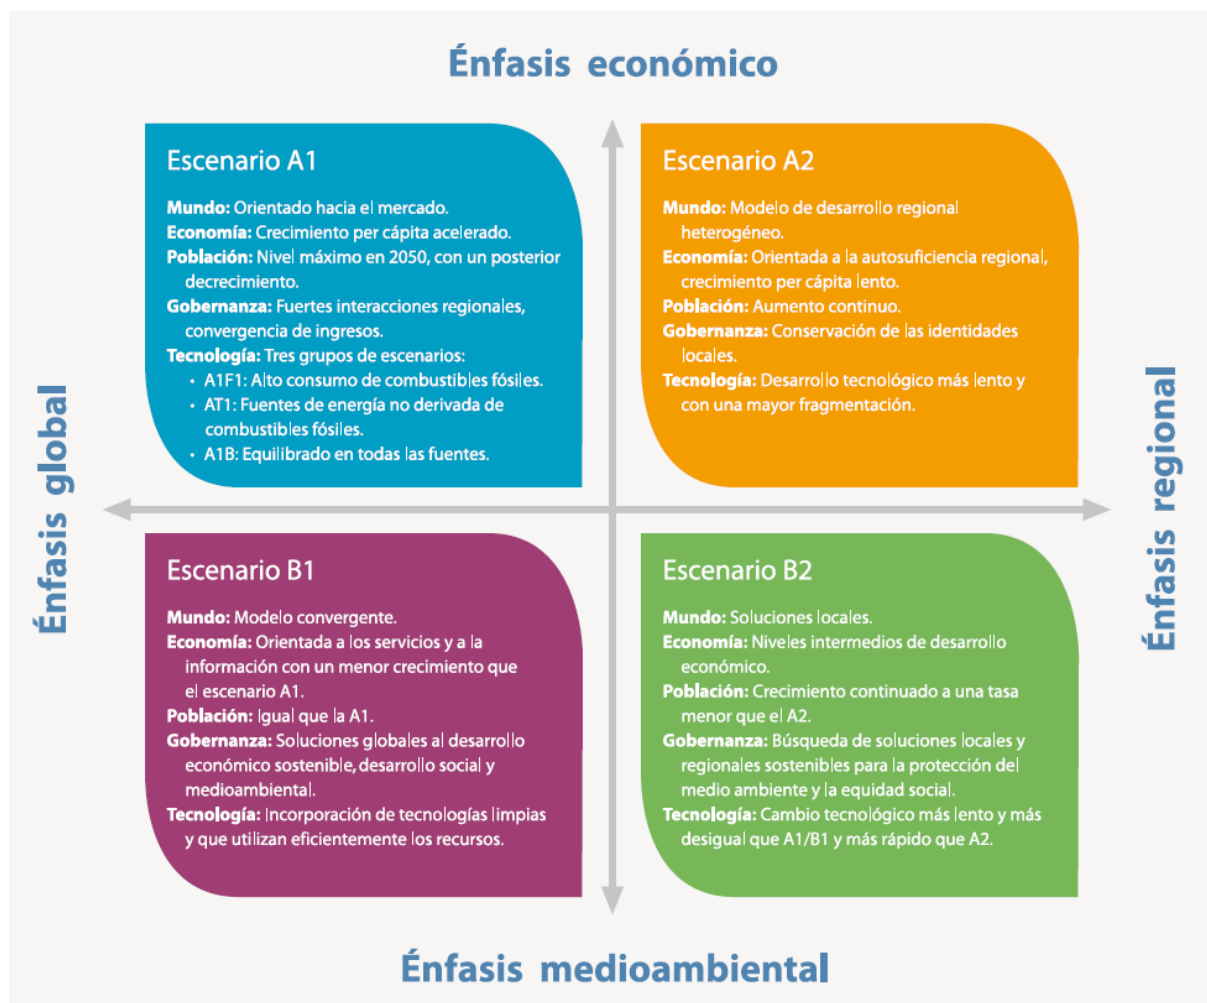 Énfasis económico
Escenario A1
Mundo: Orientado hacia el mercado.
Economía: Crecimiento per cápita acelerado.
Población: Nivel máximo en 2050, con un posterior
decrecimiento.
Gobernanza: Fuertes interacciones regionales,
convergencia de ingresos.
Tecnología: Tres grupos de escenarios:
• A1F1: Alto consumo de combustibles fósiles.
• AT1: Fuentes de energía no derivada de
combustibles fósiles.
• A1B: Equilibrado en todas las fuentes.
Escenario A2
Mundo: Modelo de desarrollo regional
heterogéneo.
Economía: Orientada a la autosuficiencia regional,
crecimiento per cápita lento.
Población: Aumento continuo.
Gobernanza: Conservación de las identidades
locales.
Tecnología: Desarrollo tecnológico más lento y
con una mayor fragmentación.
Énfasis global
Énfasis regional
Escenario B1
Mundo: Modelo convergente.
Economía: Orientada a los servicios y a la
información con un menor crecimiento que
el escenario A1.
Población: Igual que la A1.
Gobernanza: Soluciones globales al desarrollo
económico sostenible, desarrollo social y
medioambiental.
Tecnología: Incorporación de tecnologías limpias
y que utilizan eficientemente los recursos.
Escenario B2
Mundo: Soluciones locales.
Economía: Niveles intermedios de desarrollo
económico.
Población: Crecimiento continuado a una tasa
menor que el A2.
Gobernanza: Búsqueda de soluciones locales y
regionales sostenibles para la protección del
medio ambiente y la equidad social.
Tecnología: Cambio tecnológico más lento y más
desigual que A1/B1 y más rápido que A2.
Énfasis medioambiental